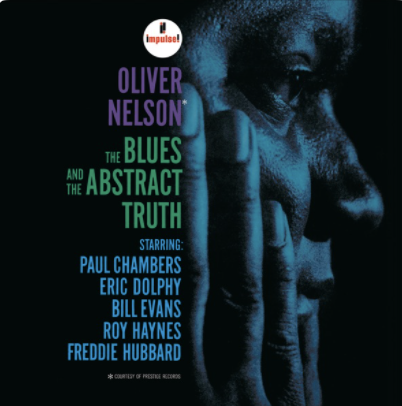 impulse!
OLIVER
NELSON*
THE BLUES
AND THE ABSTRACT
TRUTH
STARRING:
PAUL CHAMBERS
ERIC DOLPHY
BILL EVANS
ROY HAYNES
FREDDIE HUBBARD
* COURTESY OF PRESTIGE RECORDS